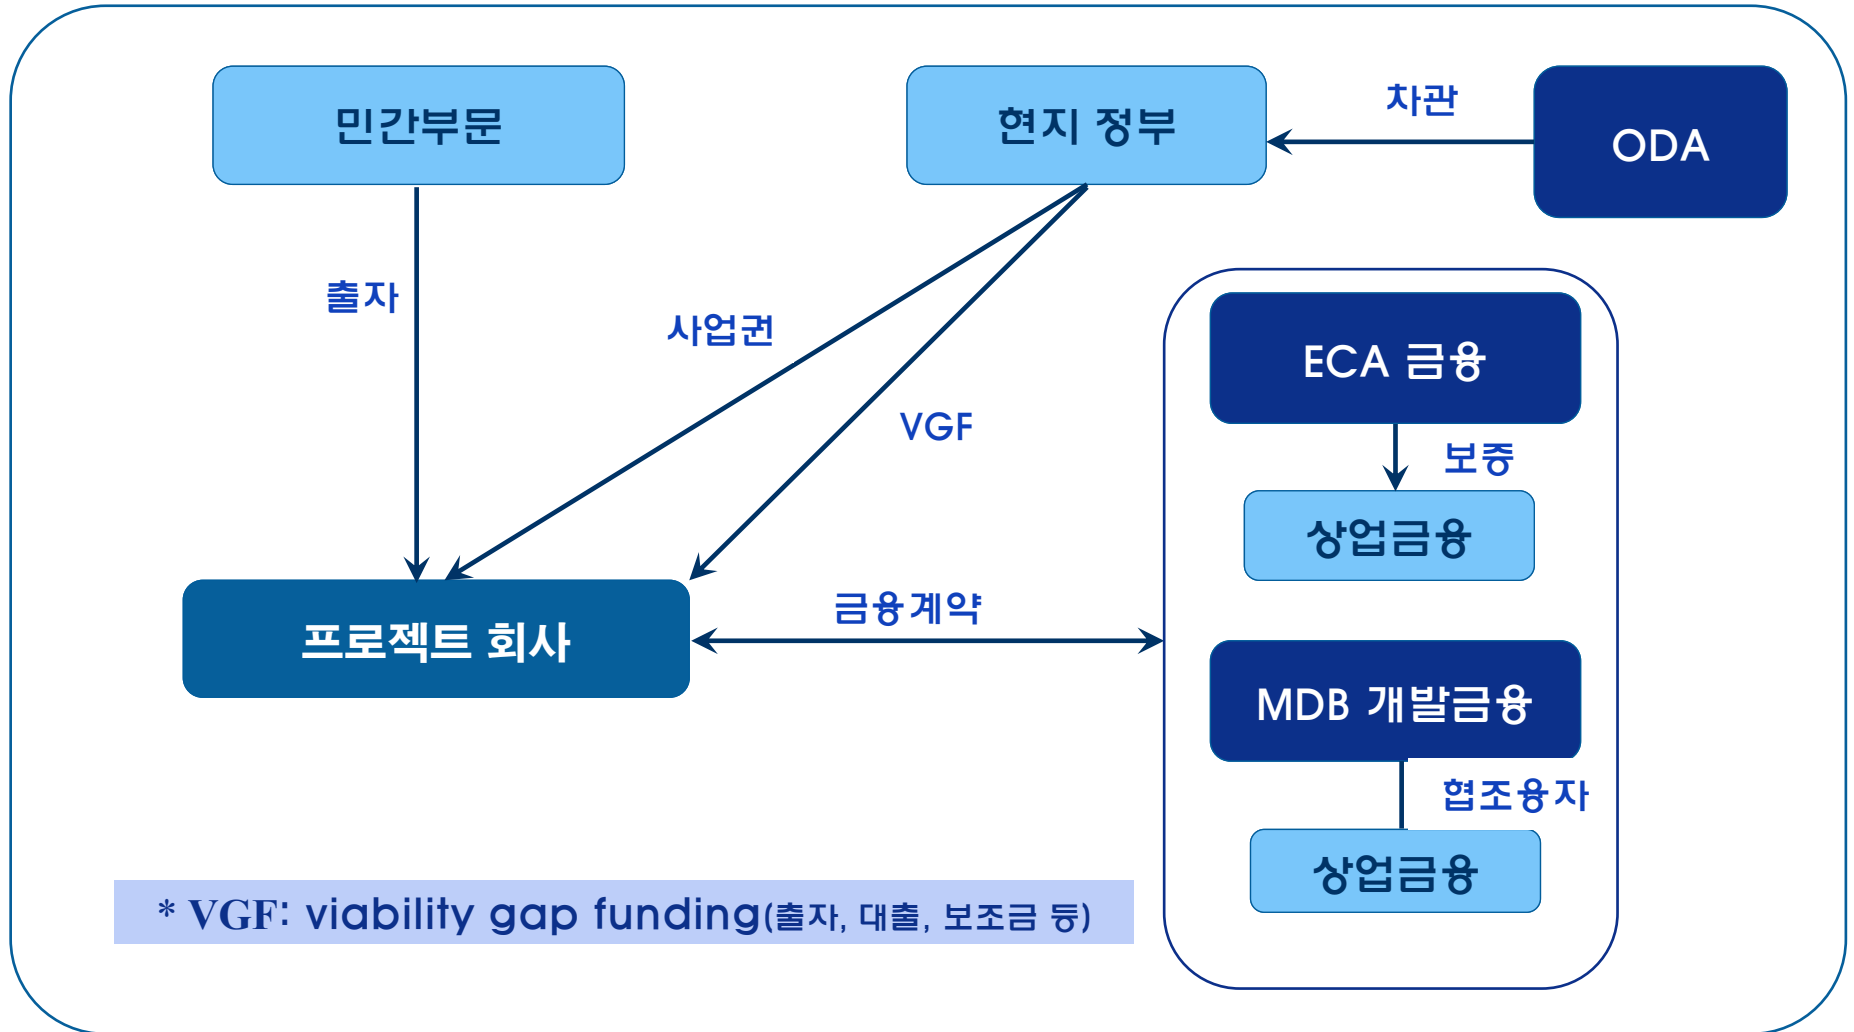 민간부문
현지 정부
차관
ODA
출자
사업권
VGF
ECA 금융
보증
상업금융
금융계약
프로젝트 회사
MDB 개발금융
협조융자
상업금융
* VGF: viability gap funding(출자, 대출, 보조금 등)